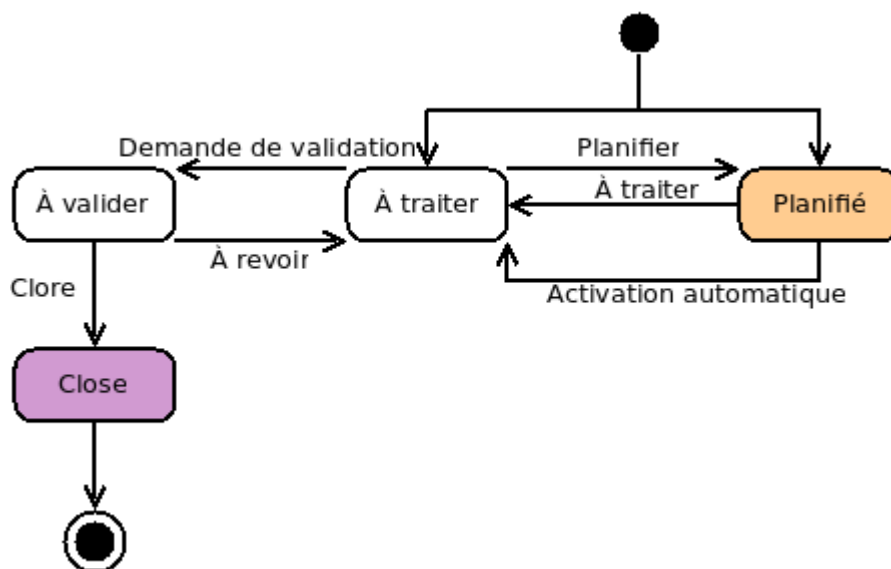 Demande de validation
Planifier
À valider
À traiter
À traiter
Planifié
À revoir
Clore
Activation automatique
Close